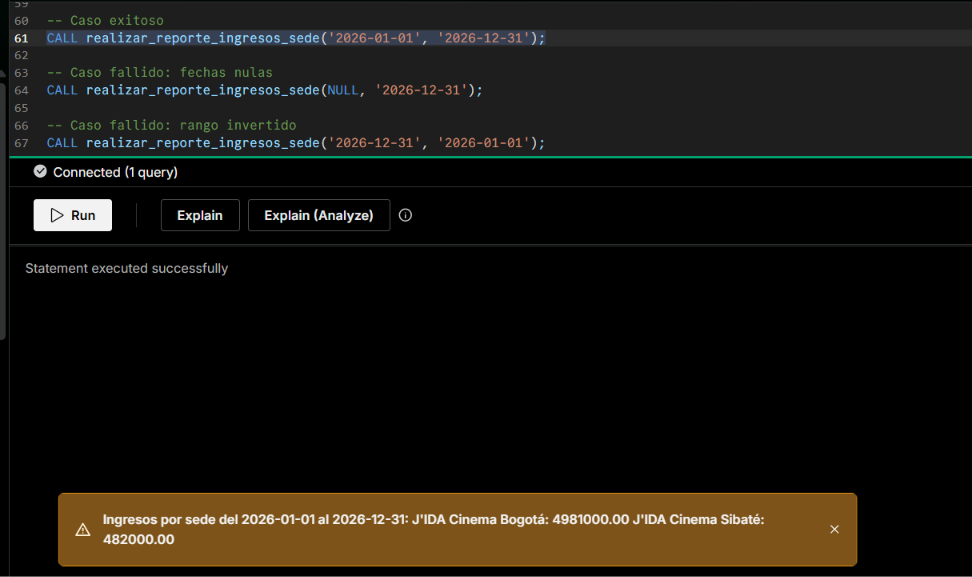 59
60 -- Caso exitoso
61 CALL realizar_reporte_ingresos_sede('2026-01-01', '2026-12-31');
62
63 -- Caso fallido: fechas nulas
64 CALL realizar_reporte_ingresos_sede(NULL, '2026-12-31');
65
66 -- Caso fallido: rango invertido
67 CALL realizar_reporte_ingresos_sede('2026-12-31', '2026-01-01');
Connected (1 query)
Run Explain Explain (Analyze)
Statement executed successfully
Ingresos por sede del 2026-01-01 al 2026-12-31: J'IDA Cinema Bogotá: 4981000.00 J'IDA Cinema Sibaté:
482000.00